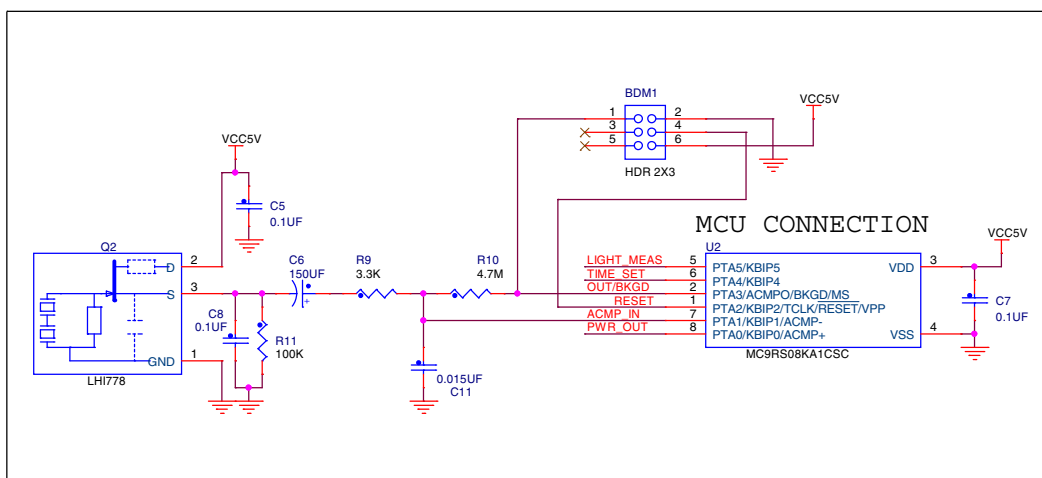 BDM1
1 2
3 4
5 6
HDR 2X3
VCC5V
VCC5V
C5
0.1UF
MCU CONNECTION
U2
VCC5V
Q2
2
D
3
S
1
GND
LHI778
C6
150UF
+
R9
3.3K
R10
4.7M
C8
0.1UF
R11
100K
0.015UF
C11
LIGHT_MEAS 5 PTA5/KBIP5
TIME_SET 6 PTA4/KBIP4
OUT/BKGD 2 PTA3/ACMPO/BKGD/MS
RESET 1 PTA2/KBIP2/TCLK/RESET/VPP
ACMP_IN 7 PTA1/KBIP1/ACMP-
PWR_OUT 8 PTA0/KBIP0/ACMP+
VDD 3
VSS 4
MC9RS08KA1CSC
C7
0.1UF